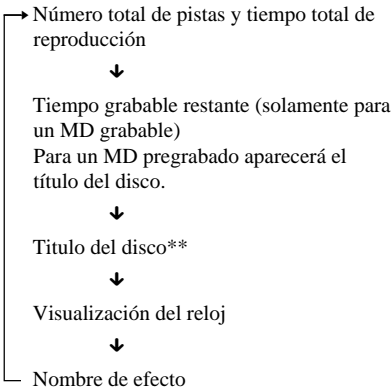 Número total de pistas y tiempo total de
reproducción
Tiempo grabable restante (solamente para
un MD grabable)
Para un MD pregrabado aparecerá el
título del disco.
Titulo del disco**
Visualización del reloj
Nombre de efecto